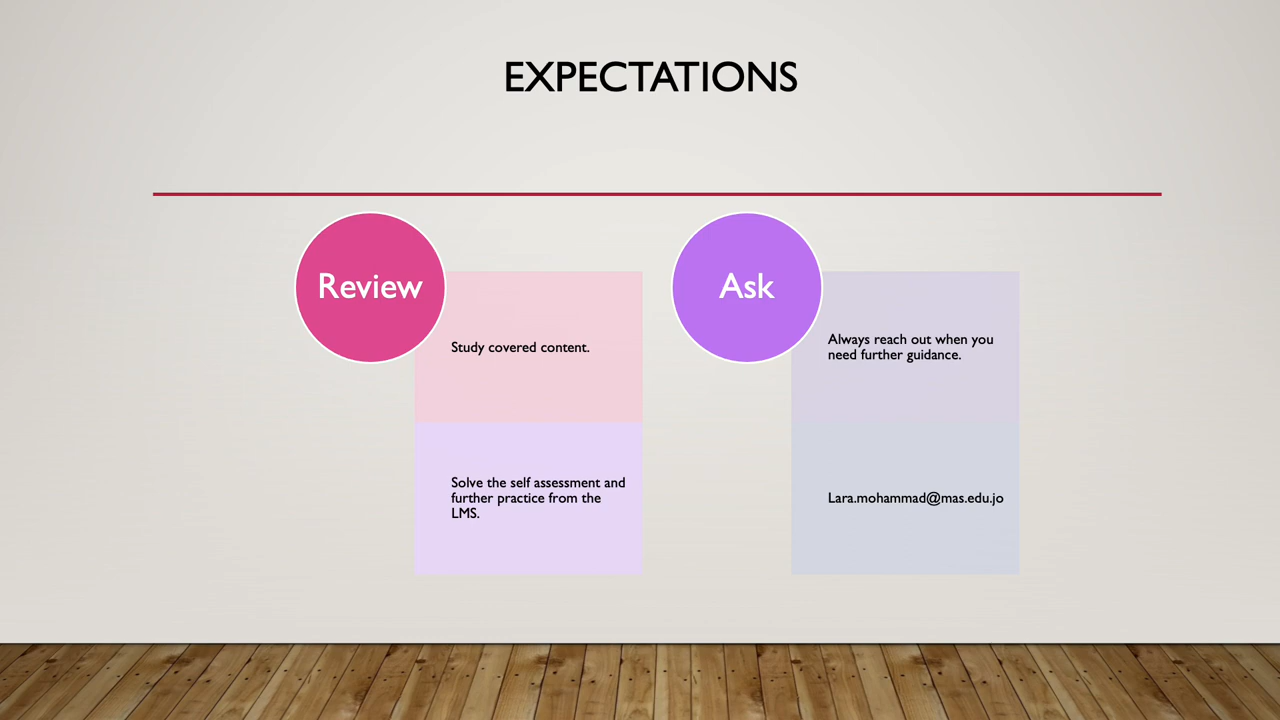 EXPECTATIONS
Review
Study covered content.
Solve the self assessment and
further practice from the
LMS.
Ask
Always reach out when you
need further guidance.
Lara.mohammad@mas.edu.jo